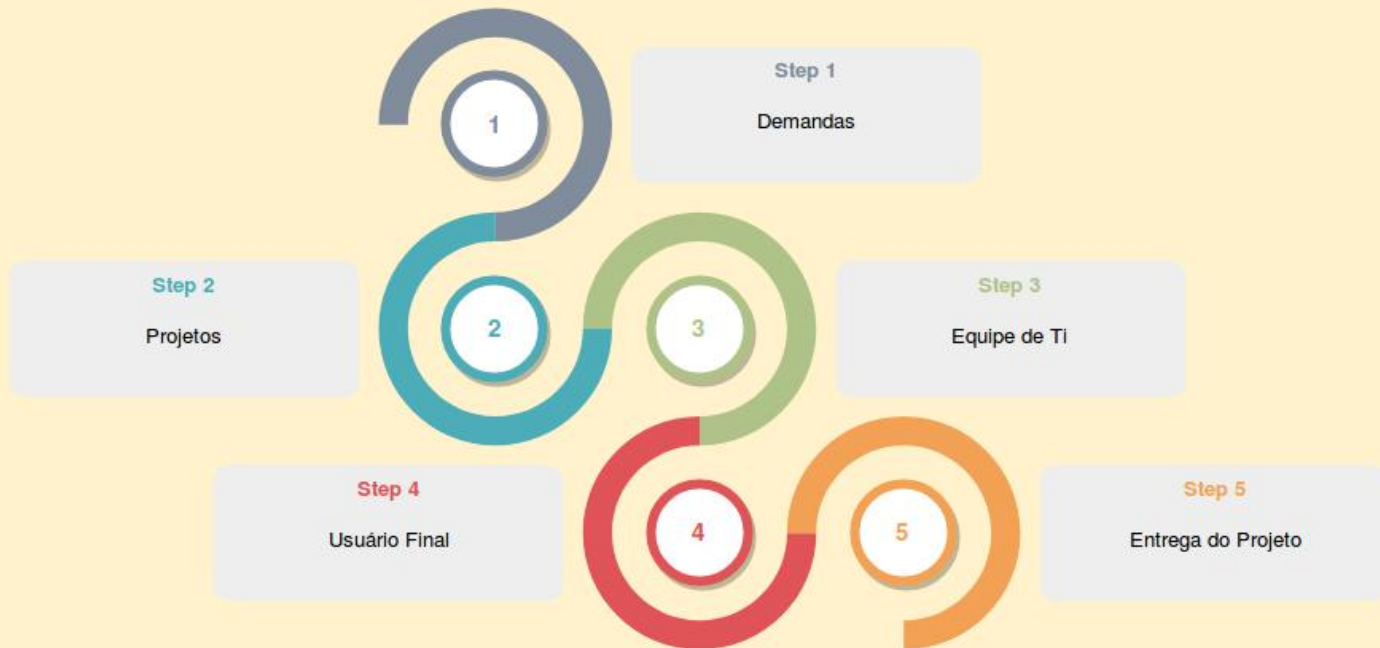 1
Step 1
Demandas
Step 2
Projetos
2
3
Step 3
Equipe de Ti
Step 4
Usuário Final
4
5
Step 5
Entrega do Projeto